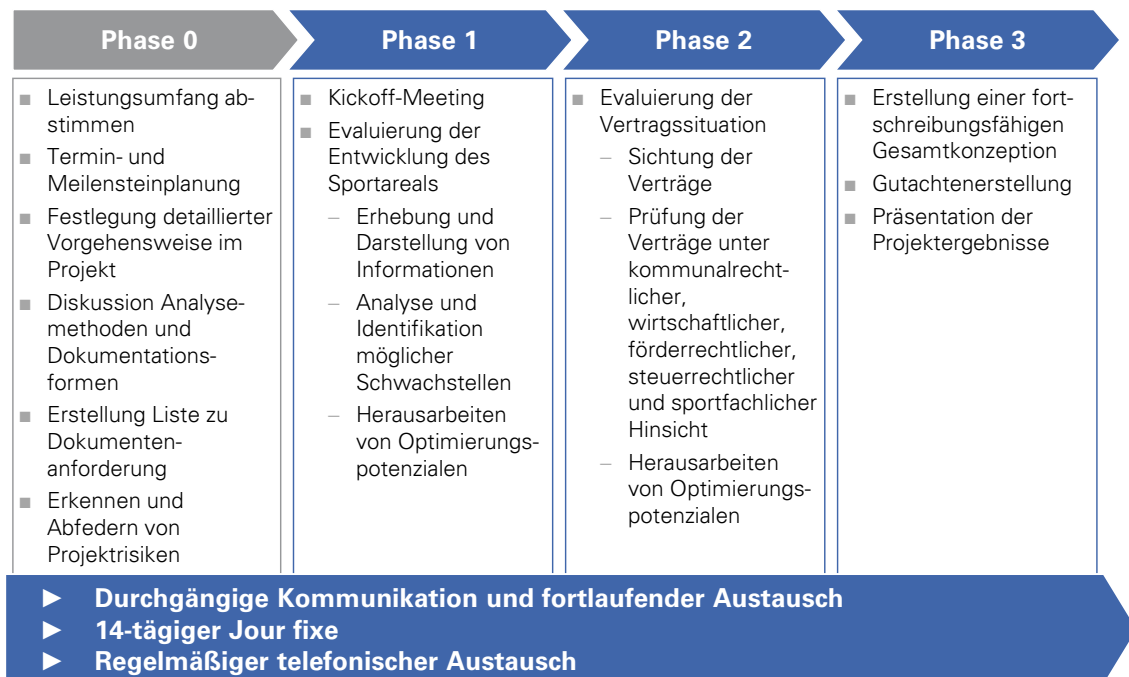 Phase 0
Leistungsumfang ab-
stimmen
Termin- und
Meilensteinplanung
Festlegung detaillierter
Vorgehensweise im
Projekt
Diskussion Analyse-
methoden und
Dokumentations-
formen
Erstellung Liste zu
Dokumenten-
anforderung
Erkennen und
Abfedern von
Projektrisiken
Phase 1
Kickoff-Meeting
Evaluierung der
Entwicklung des
Sportareals
– Erhebung und
Darstellung von
Informationen
– Analyse und
Identifikation
möglicher
Schwachstellen
– Herausarbeiten
von Optimierungs-
potenzialen
Phase 2
Evaluierung der
Vertragssituation
– Sichtung der
Verträge
– Prüfung der
Verträge unter
kommunalrecht-
licher,
wirtschaftlicher,
förderrechtlicher,
steuerrechtlicher
und sportfachlicher
Hinsicht
– Herausarbeiten
von Optimierungs-
potenzialen
Phase 3
Erstellung einer fort-
schreibungsfähigen
Gesamtkonzeption
Gutachtenerstellung
Präsentation der
Projektergebnisse
► Durchgängige Kommunikation und fortlaufender Austausch
► 14-tägiger Jour fixe
► Regelmäßiger telefonischer Austausch